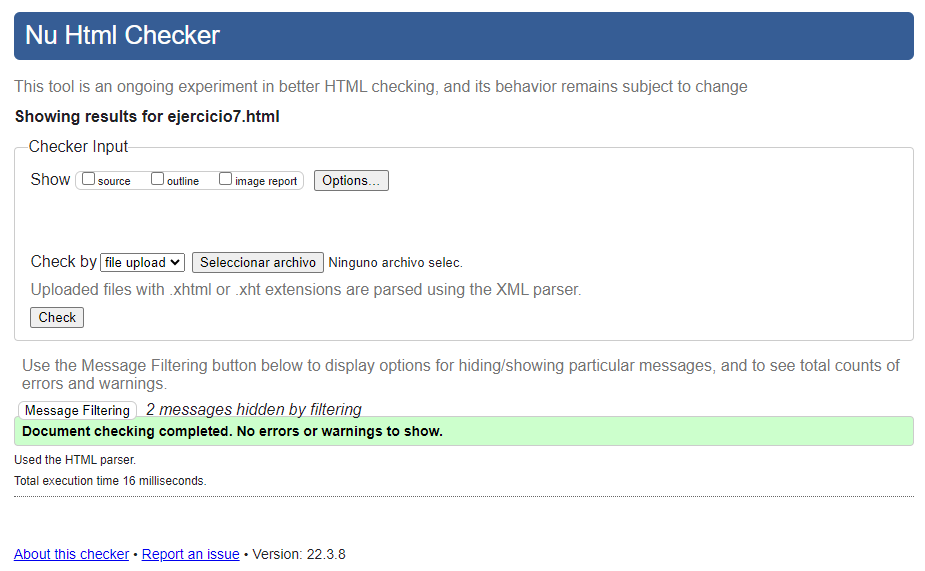 Nu Html Checker
This tool is an ongoing experiment in better HTML checking, and its behavior remains subject to change
Showing results for ejercicio7.html
Checker Input
Show source outline image report Options...
Check by file upload Seleccionar archivo Ninguno archivo selec.
Uploaded files with .xhtml or .xht extensions are parsed using the XML parser.
Check
Use the Message Filtering button below to display options for hiding/showing particular messages, and to see total counts of
errors and warnings.
Message Filtering 2 messages hidden by filtering
Document checking completed. No errors or warnings to show.
Used the HTML parser.
Total execution time 16 milliseconds.
About this checker • Report an issue • Version: 22.3.8